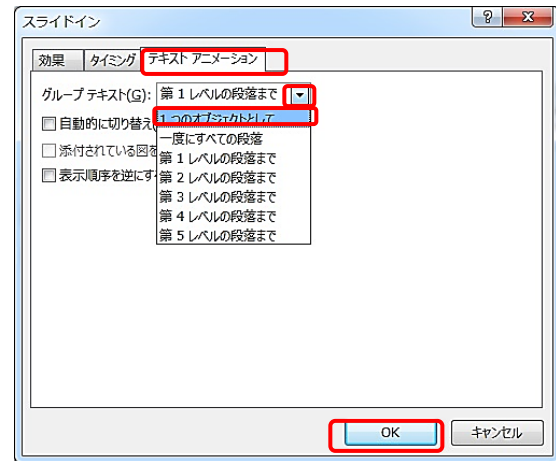 スライドイン
効果 タイミング テキスト アニメーション
グループ テキスト(G): 第 1 レベルの段落まで
自動的に切り替え(
1 つのオブジェクトとして
一度にすべての段落
添付されている図を
第 1 レベルの段落まで
表示順序を逆にす
第 2 レベルの段落まで
第 3 レベルの段落まで
第 4 レベルの段落まで
第 5 レベルの段落まで
OK キャンセル